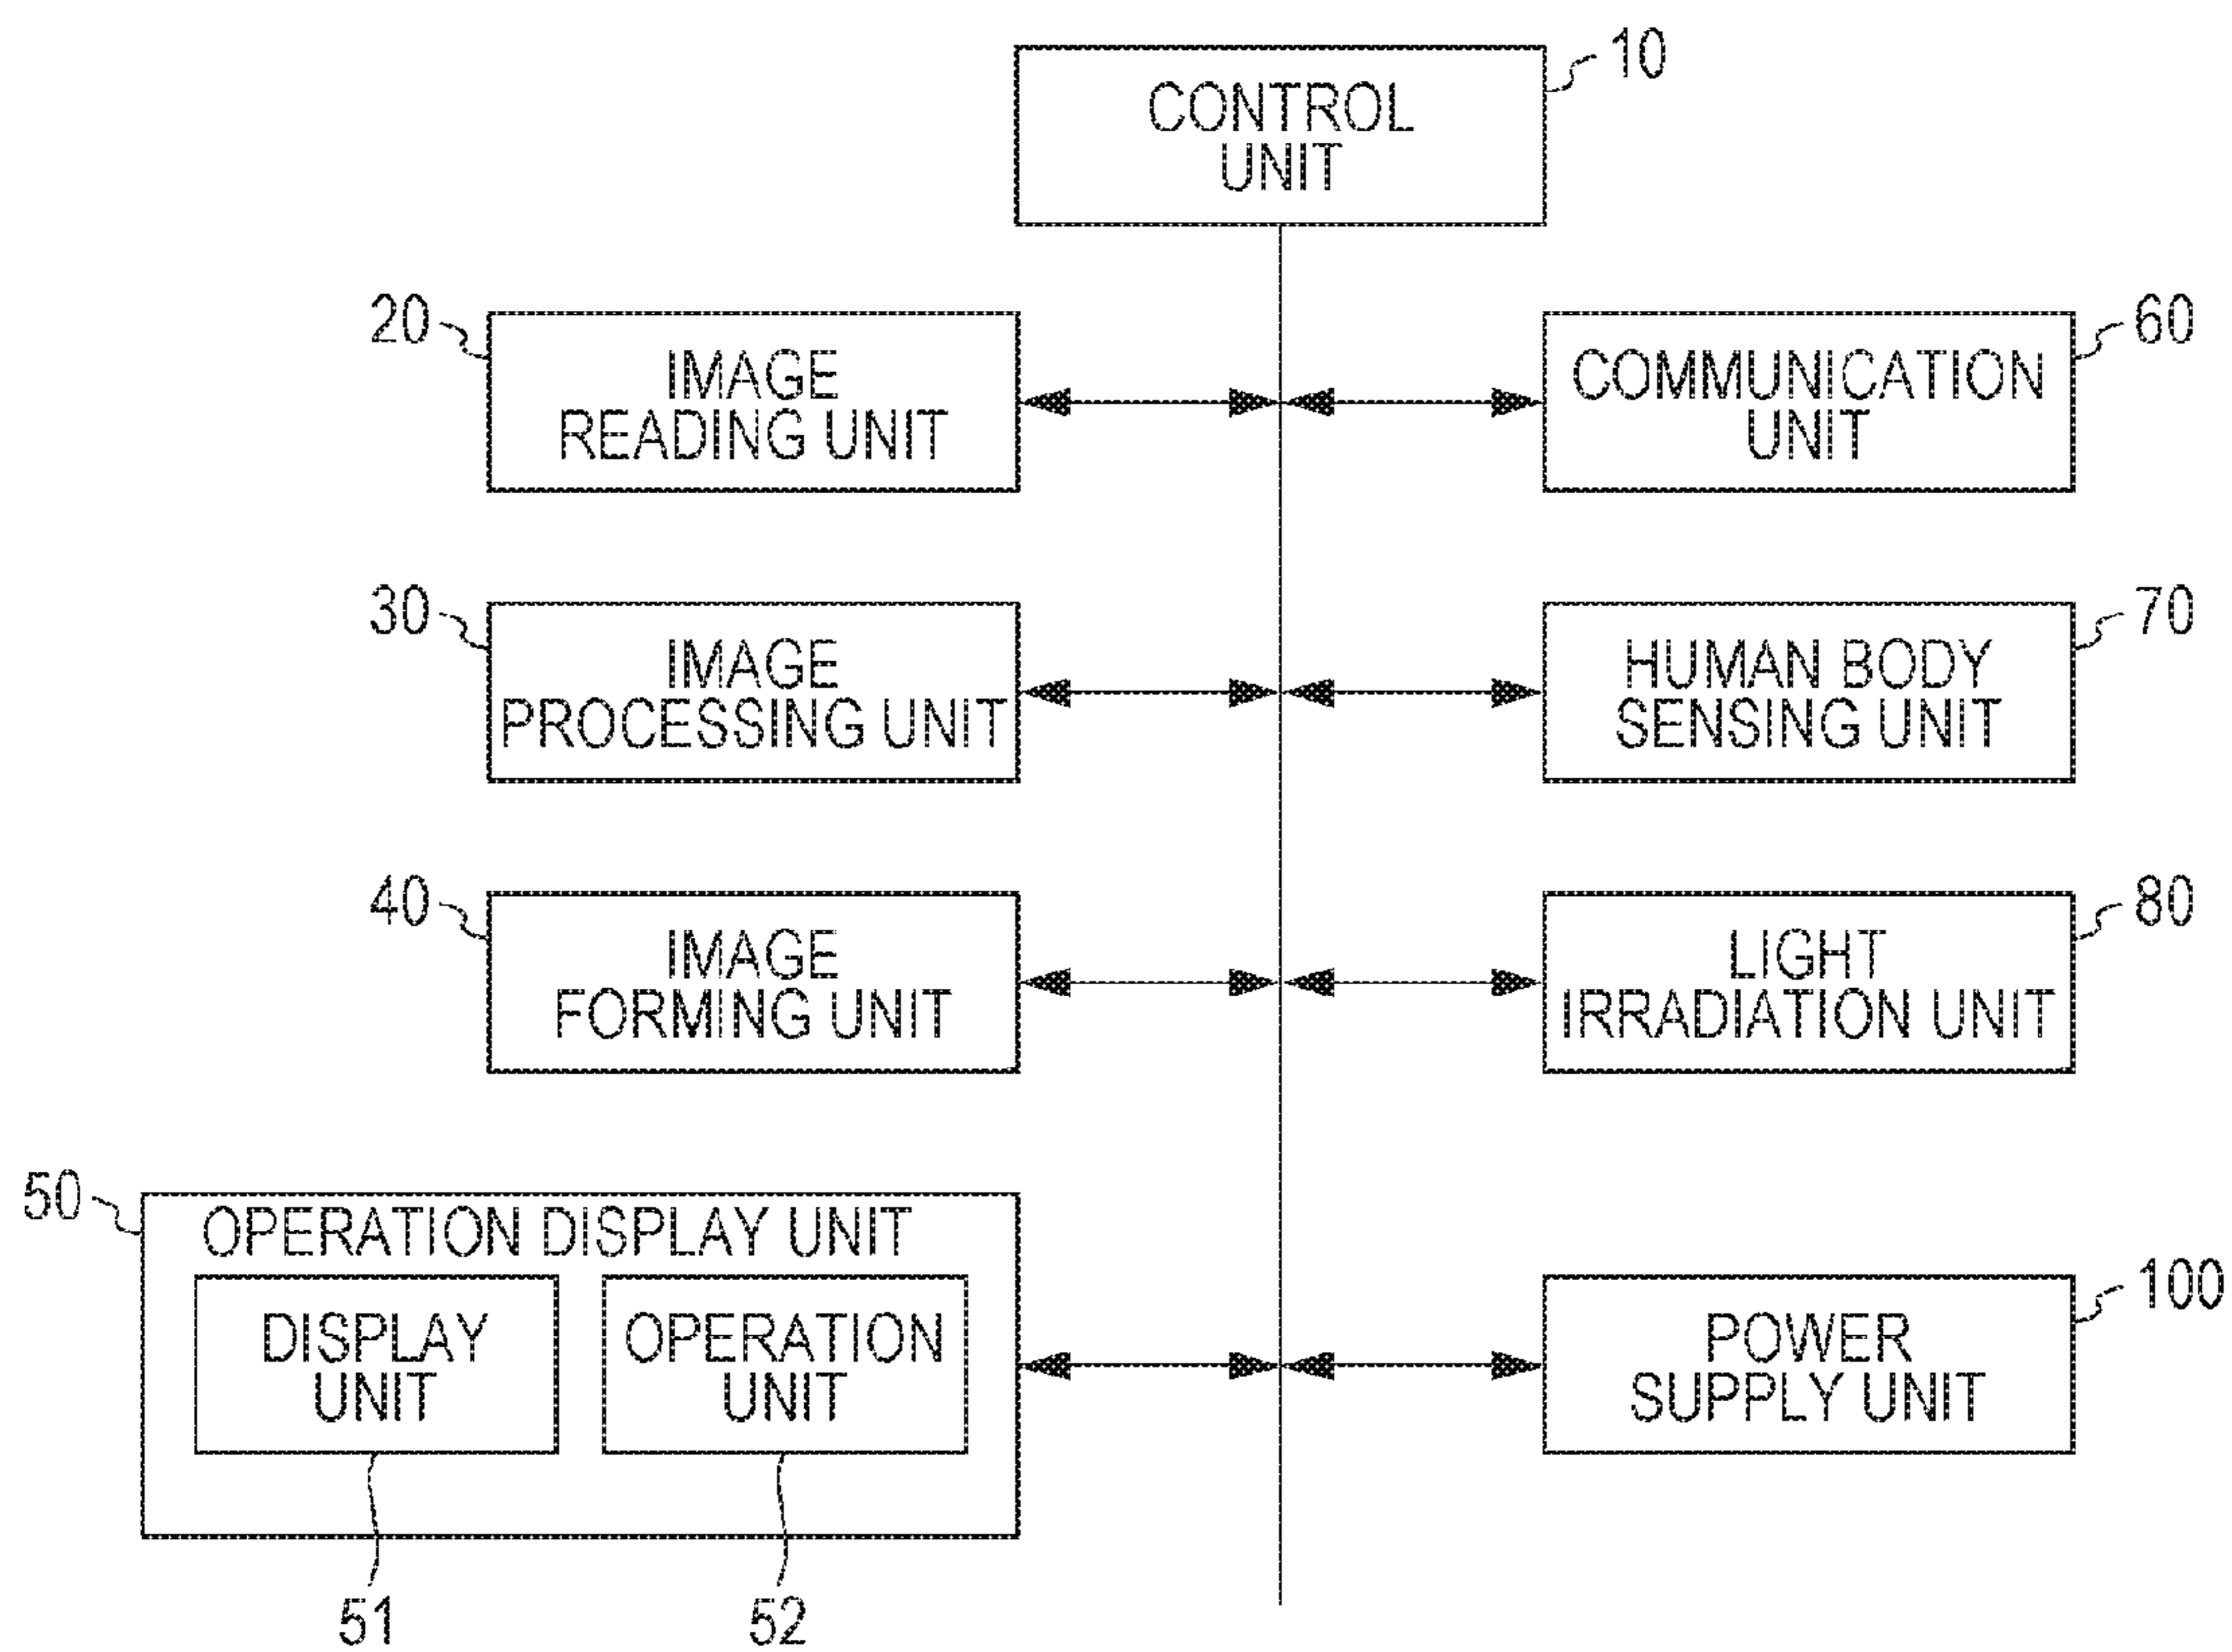 10
CONTROL
UNIT
20
IMAGE
READING UNIT
60
COMMUNICATION
UNIT
30
IMAGE
PROCESSING UNIT
70
HUMAN BODY
SENSING UNIT
40
IMAGE
FORMING UNIT
80
LIGHT
IRRADIATION UNIT
50
OPERATION DISPLAY UNIT
DISPLAY
UNIT
OPERATION
UNIT
100
POWER
SUPPLY UNIT
51
52